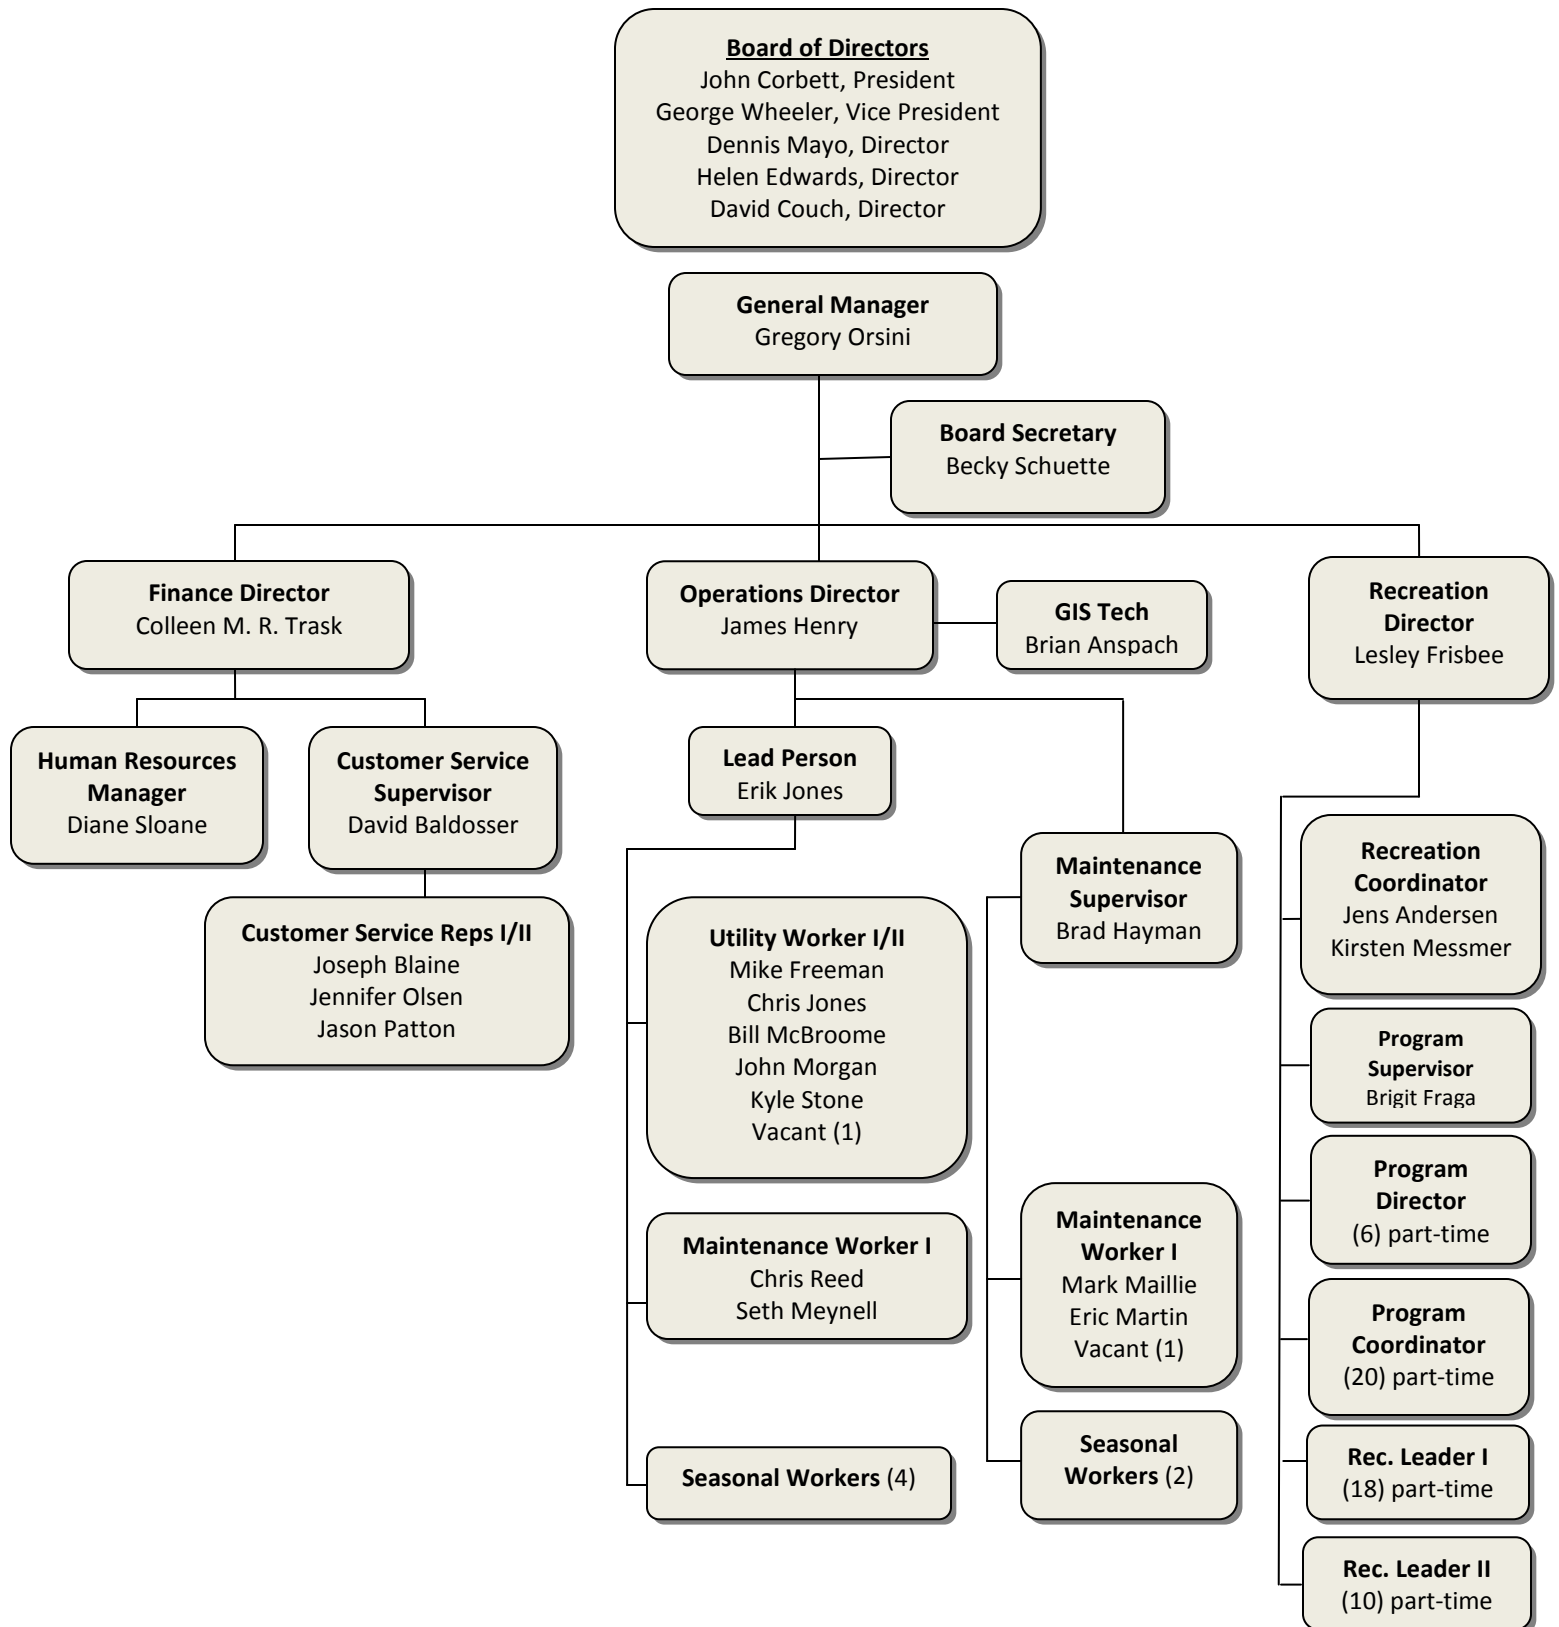 Board of Directors
John Corbett, President
George Wheeler, Vice President
Dennis Mayo, Director
Helen Edwards, Director
David Couch, Director
General Manager
Gregory Orsini
Board Secretary
Becky Schuette
Finance Director
Colleen M. R. Trask
Operations Director
James Henry
GIS Tech
Brian Anspach
Recreation
Director
Lesley Frisbee
Human Resources
Manager
Diane Sloane
Customer Service
Supervisor
David Baldosser
Customer Service Reps I/II
Joseph Blaine
Jennifer Olsen
Jason Patton
Lead Person
Erik Jones
Utility Worker I/II
Mike Freeman
Chris Jones
Bill McBroome
John Morgan
Kyle Stone
Vacant (1)
Maintenance Worker I
Chris Reed
Seth Meynell
Seasonal Workers (4)
Maintenance
Supervisor
Brad Hayman
Maintenance
Worker I
Mark Maillie
Eric Martin
Vacant (1)
Seasonal
Workers (2)
Recreation
Coordinator
Jens Andersen
Kirsten Messmer
Program
Supervisor
Brigit Fraga
Program
Director
(6) part-time
Program
Coordinator
(20) part-time
Rec. Leader I
(18) part-time
Rec. Leader II
(10) part-time